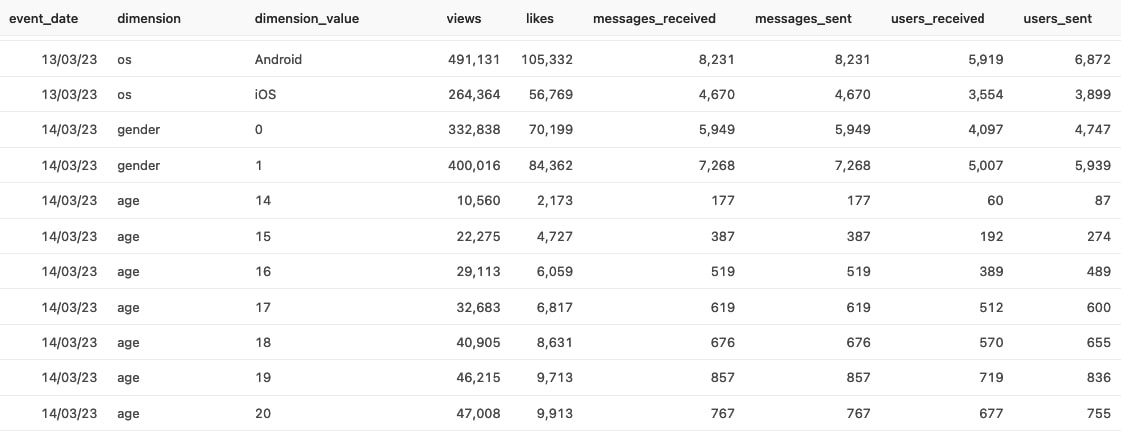 event_date dimension dimension_value views likes messages_received messages_sent users_received users_sent
13/03/23 os Android 491,131 105,332 8,231 8,231 5,919 6,872
13/03/23 os iOS 264,364 56,769 4,670 4,670 3,554 3,899
14/03/23 gender 0 332,838 70,199 5,949 5,949 4,097 4,747
14/03/23 gender 1 400,016 84,362 7,268 7,268 5,007 5,939
14/03/23 age 14 10,560 2,173 177 177 60 87
14/03/23 age 15 22,275 4,727 387 387 192 274
14/03/23 age 16 29,113 6,059 519 519 389 489
14/03/23 age 17 32,683 6,817 619 619 512 600
14/03/23 age 18 40,905 8,631 676 676 570 655
14/03/23 age 19 46,215 9,713 857 857 719 836
14/03/23 age 20 47,008 9,913 767 767 677 755